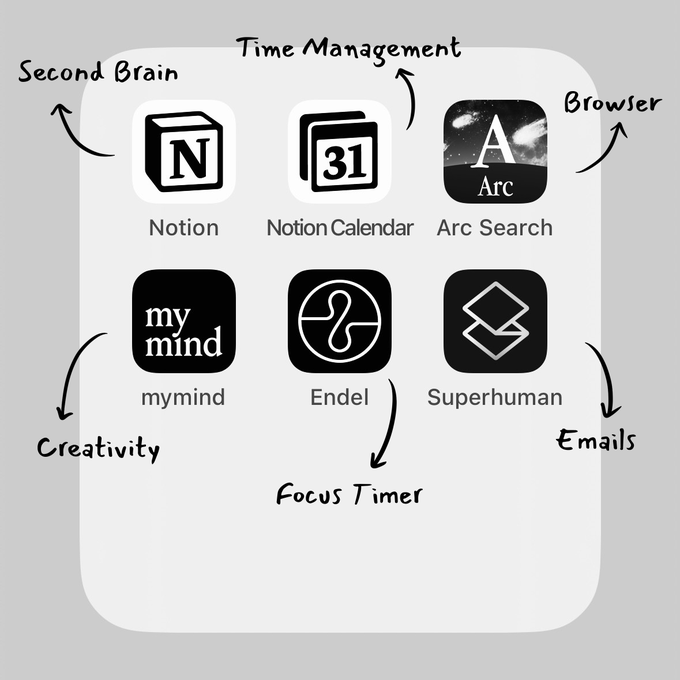 Time Management
Second Brain
Browser
N
31
A
Arc
Notion
Notion Calendar
Arc Search
my
mind
mymind
Endel
Superhuman
Creativity
Emails
Focus Timer